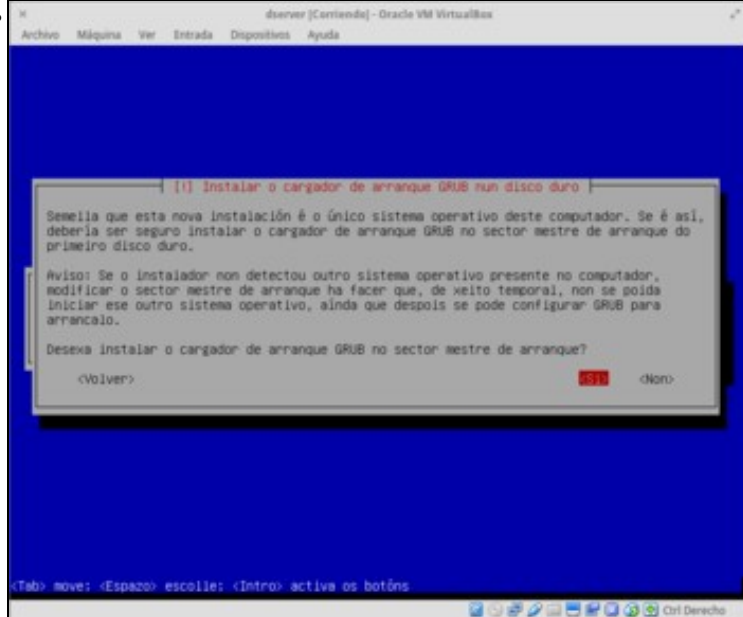 dserver [Corriendo] - Oracle VM VirtualBox
Archivo Máquina Ver Entrada Dispositivos Ayuda
[!] Instalar o cargador de arranque GRUB nun disco duro
Semella que esta nova instalación é o único sistema operativo deste computador. Se é así,
debería ser seguro instalar o cargador de arranque GRUB no sector mestre de arranque do
primeiro disco duro.
Aviso: Se o instalador non detectou outro sistema operativo presente no computador,
modificar o sector mestre de arranque ha facer que, de xeito temporal, non se poida
iniciar ese outro sistema operativo, aínda que despois se pode configurar GRUB para
arrancalo.
Desexa instalar o cargador de arranque GRUB no sector mestre de arranque?
<Volver> <Si> <Non>
<Tab> move; <Espazo> escolle; <Intro> activa os botóns
Ctrl Derecho